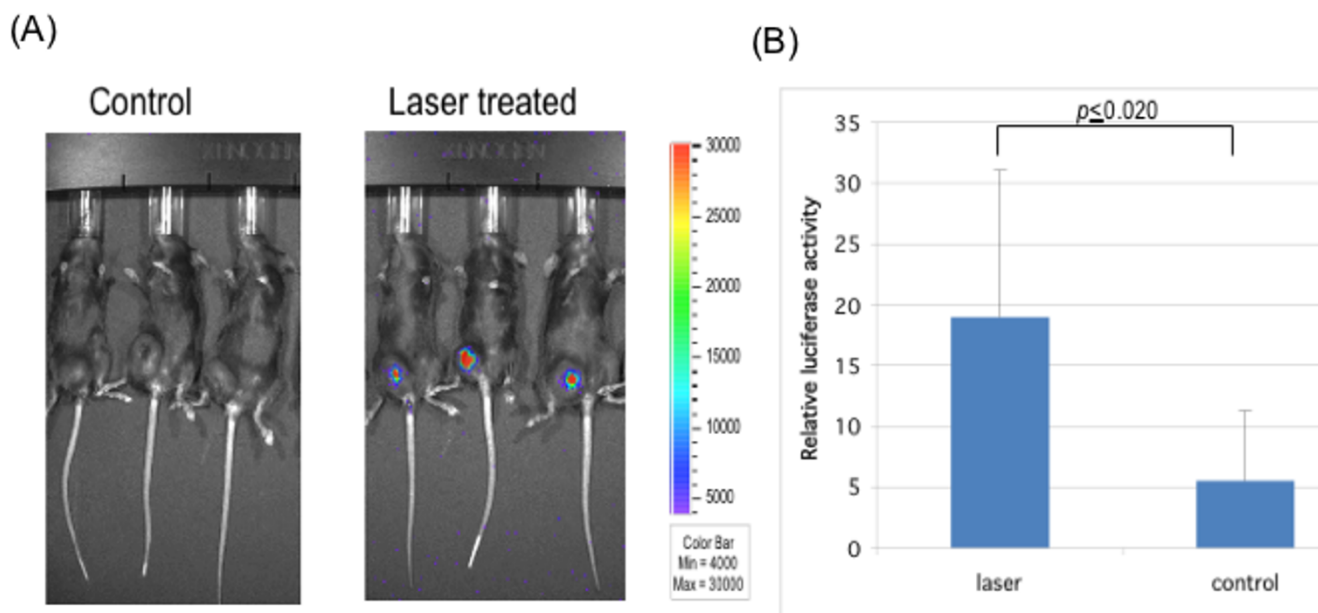 (A)
Control
Laser treated
30000
25000
20000
15000
10000
5000
Color Bar
Min = 4000
Max = 30000
(B)
p≤0.020
35
30
25
20
15
10
5
0
Relative luciferase activity
laser
control